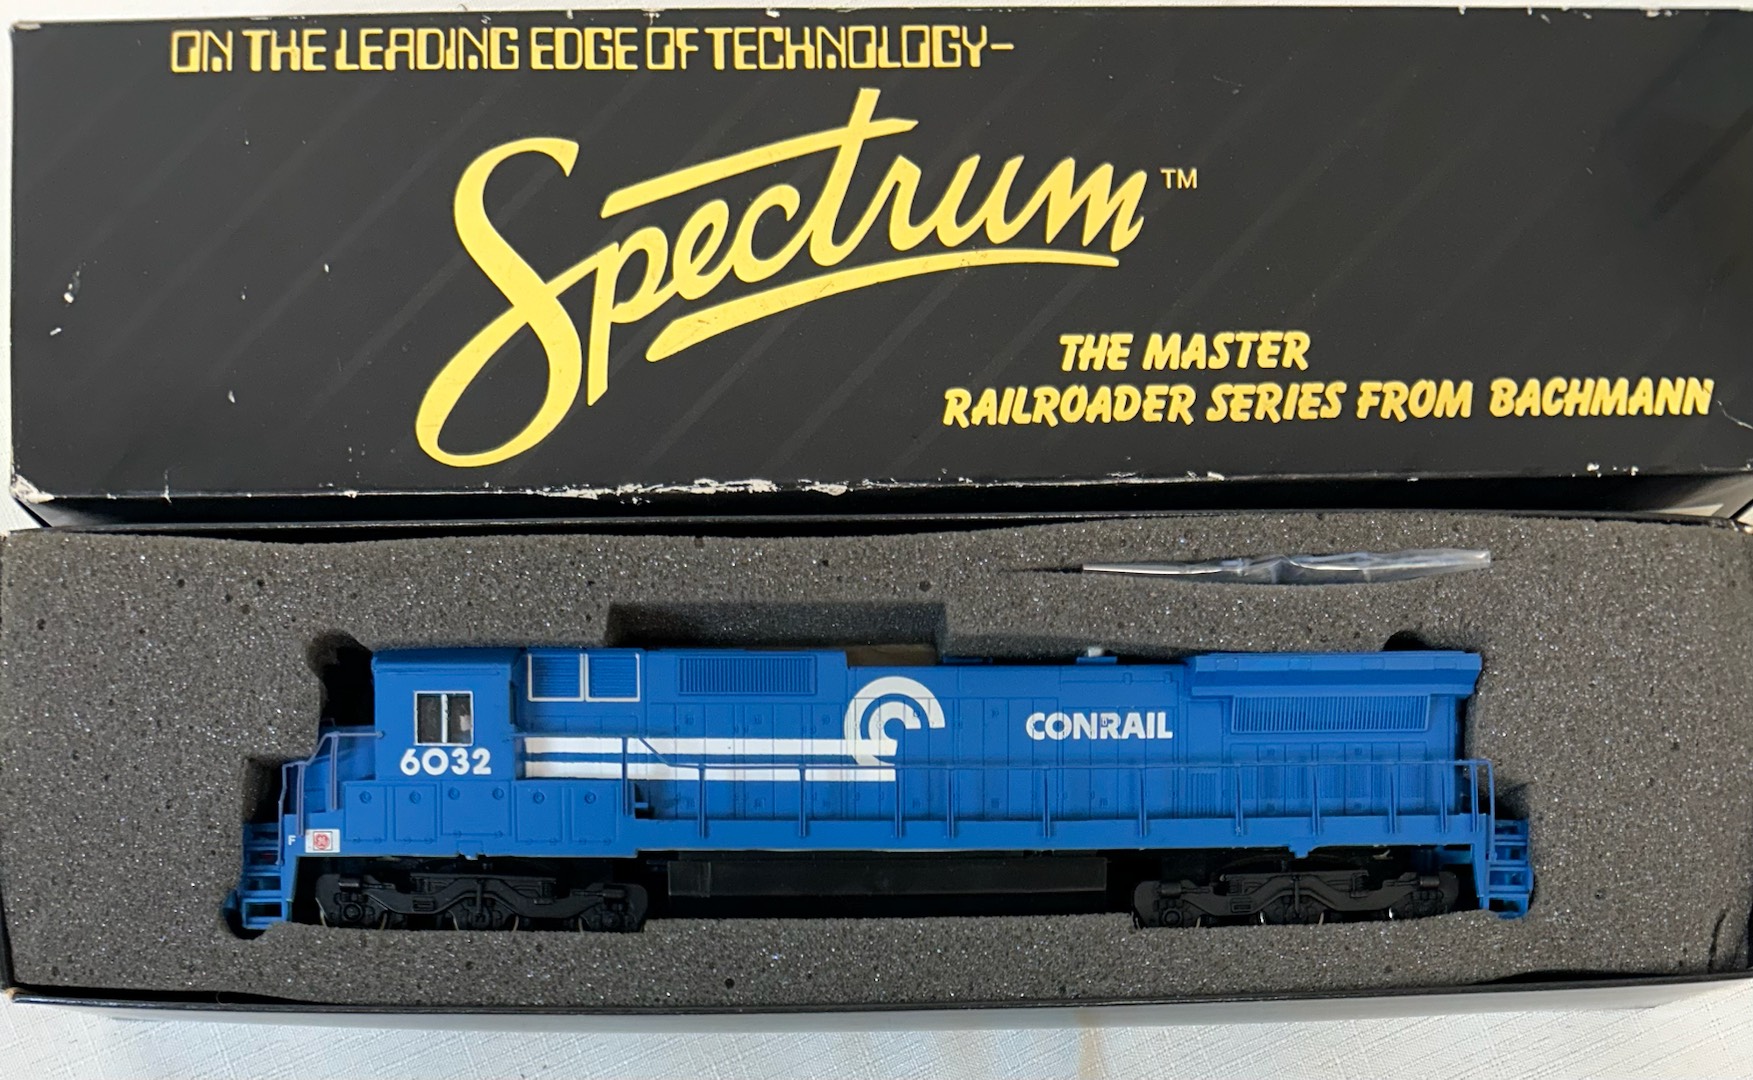 ON THE LEADING EDGE OF TECHNOLOGY-
Spectrum™
THE MASTER
RAILROADER SERIES FROM BACHMANN
CONRAIL
6032
F